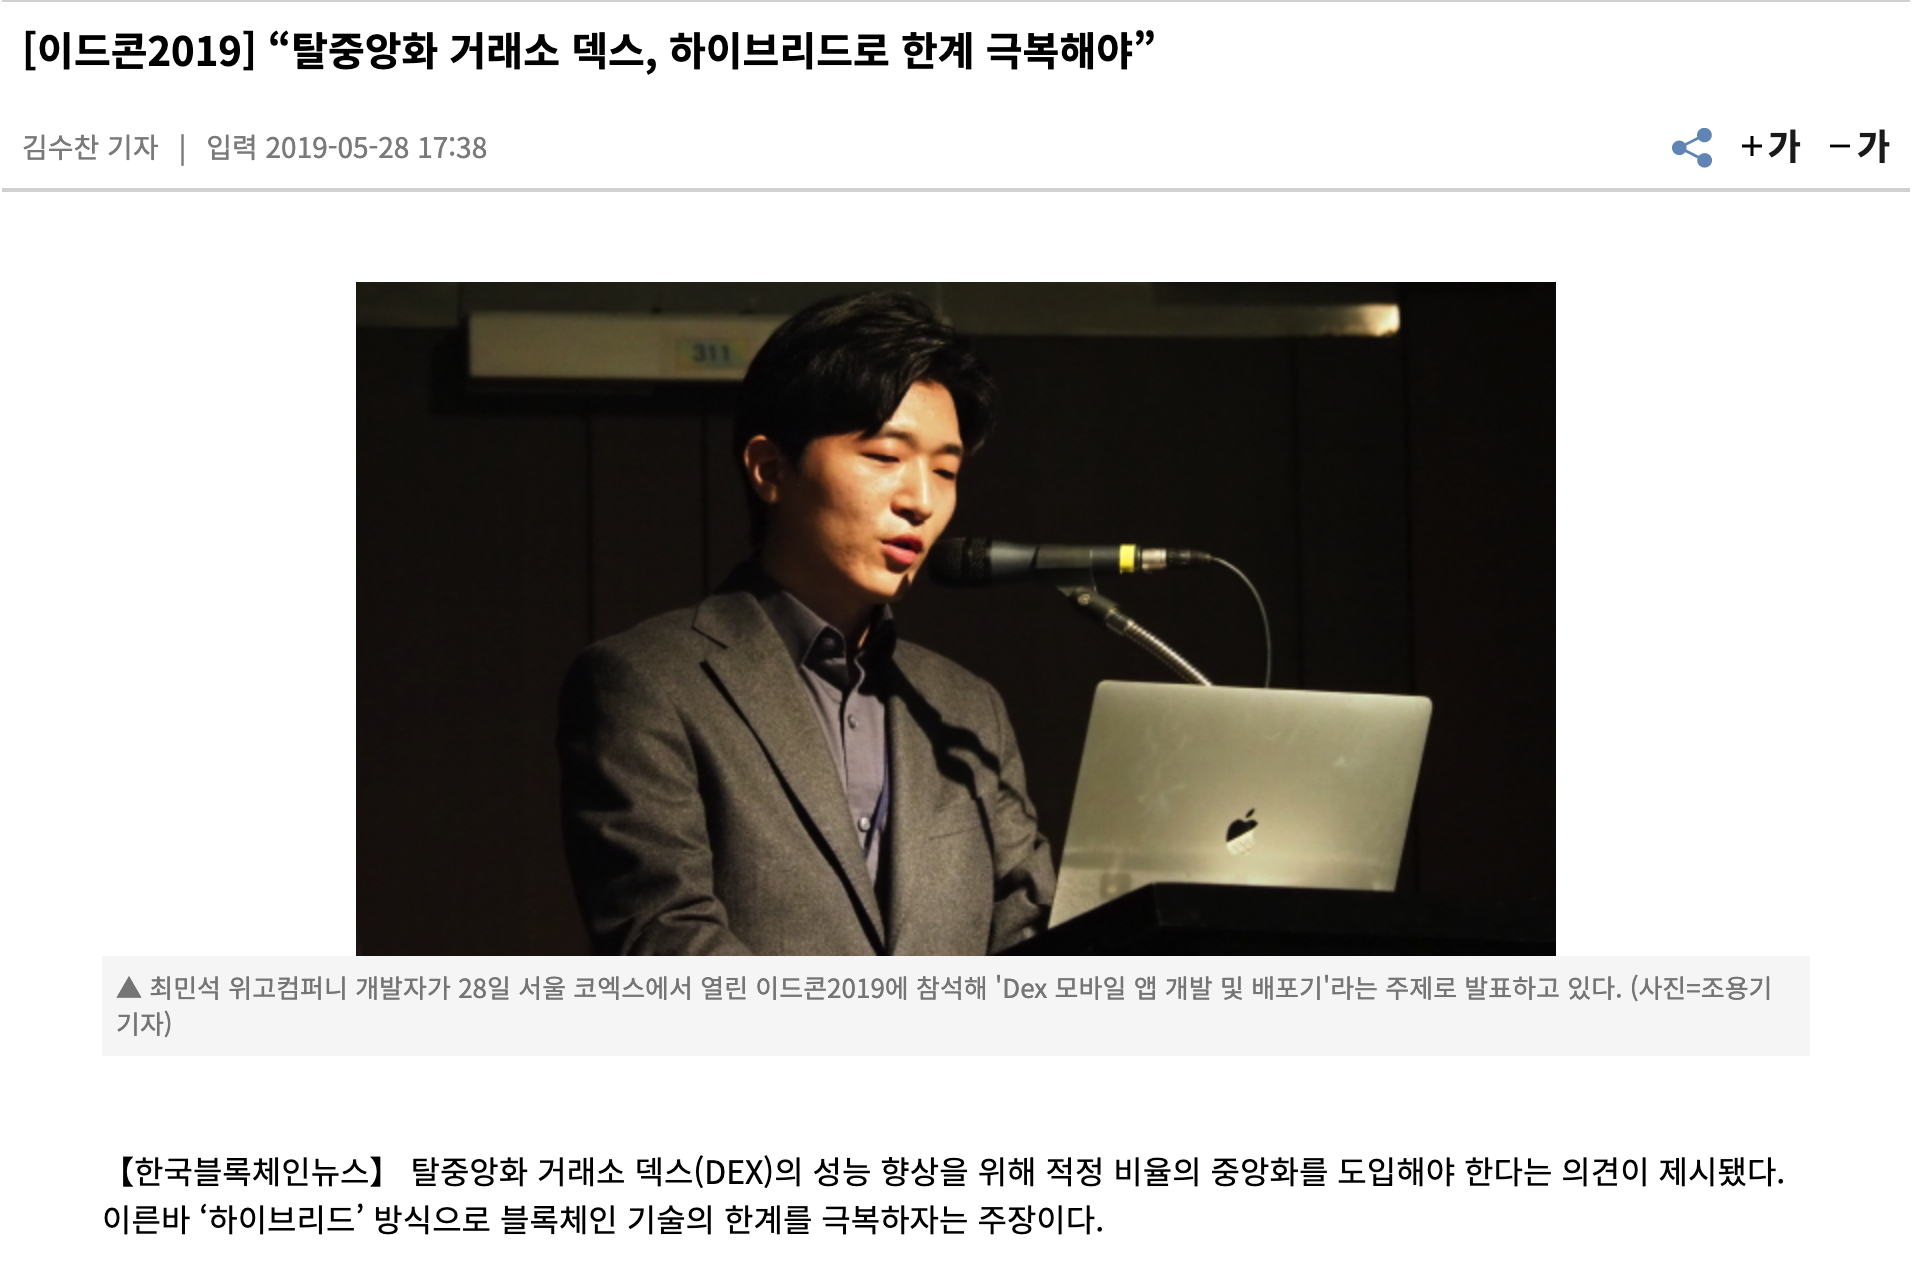 [이드콘2019] “탈중앙화 거래소 덱스, 하이브리드로 한계 극복해야”
김수찬 기자 | 입력 2019-05-28 17:38
+가 －가
311
▲ 최민석 위고컴퍼니 개발자가 28일 서울 코엑스에서 열린 이드콘2019에 참석해 'Dex 모바일 앱 개발 및 배포기'라는 주제로 발표하고 있다. (사진=조용기
기자)
【한국블록체인뉴스】 탈중앙화 거래소 덱스(DEX)의 성능 향상을 위해 적정 비율의 중앙화를 도입해야 한다는 의견이 제시됐다.
이른바 ‘하이브리드’ 방식으로 블록체인 기술의 한계를 극복하자는 주장이다.